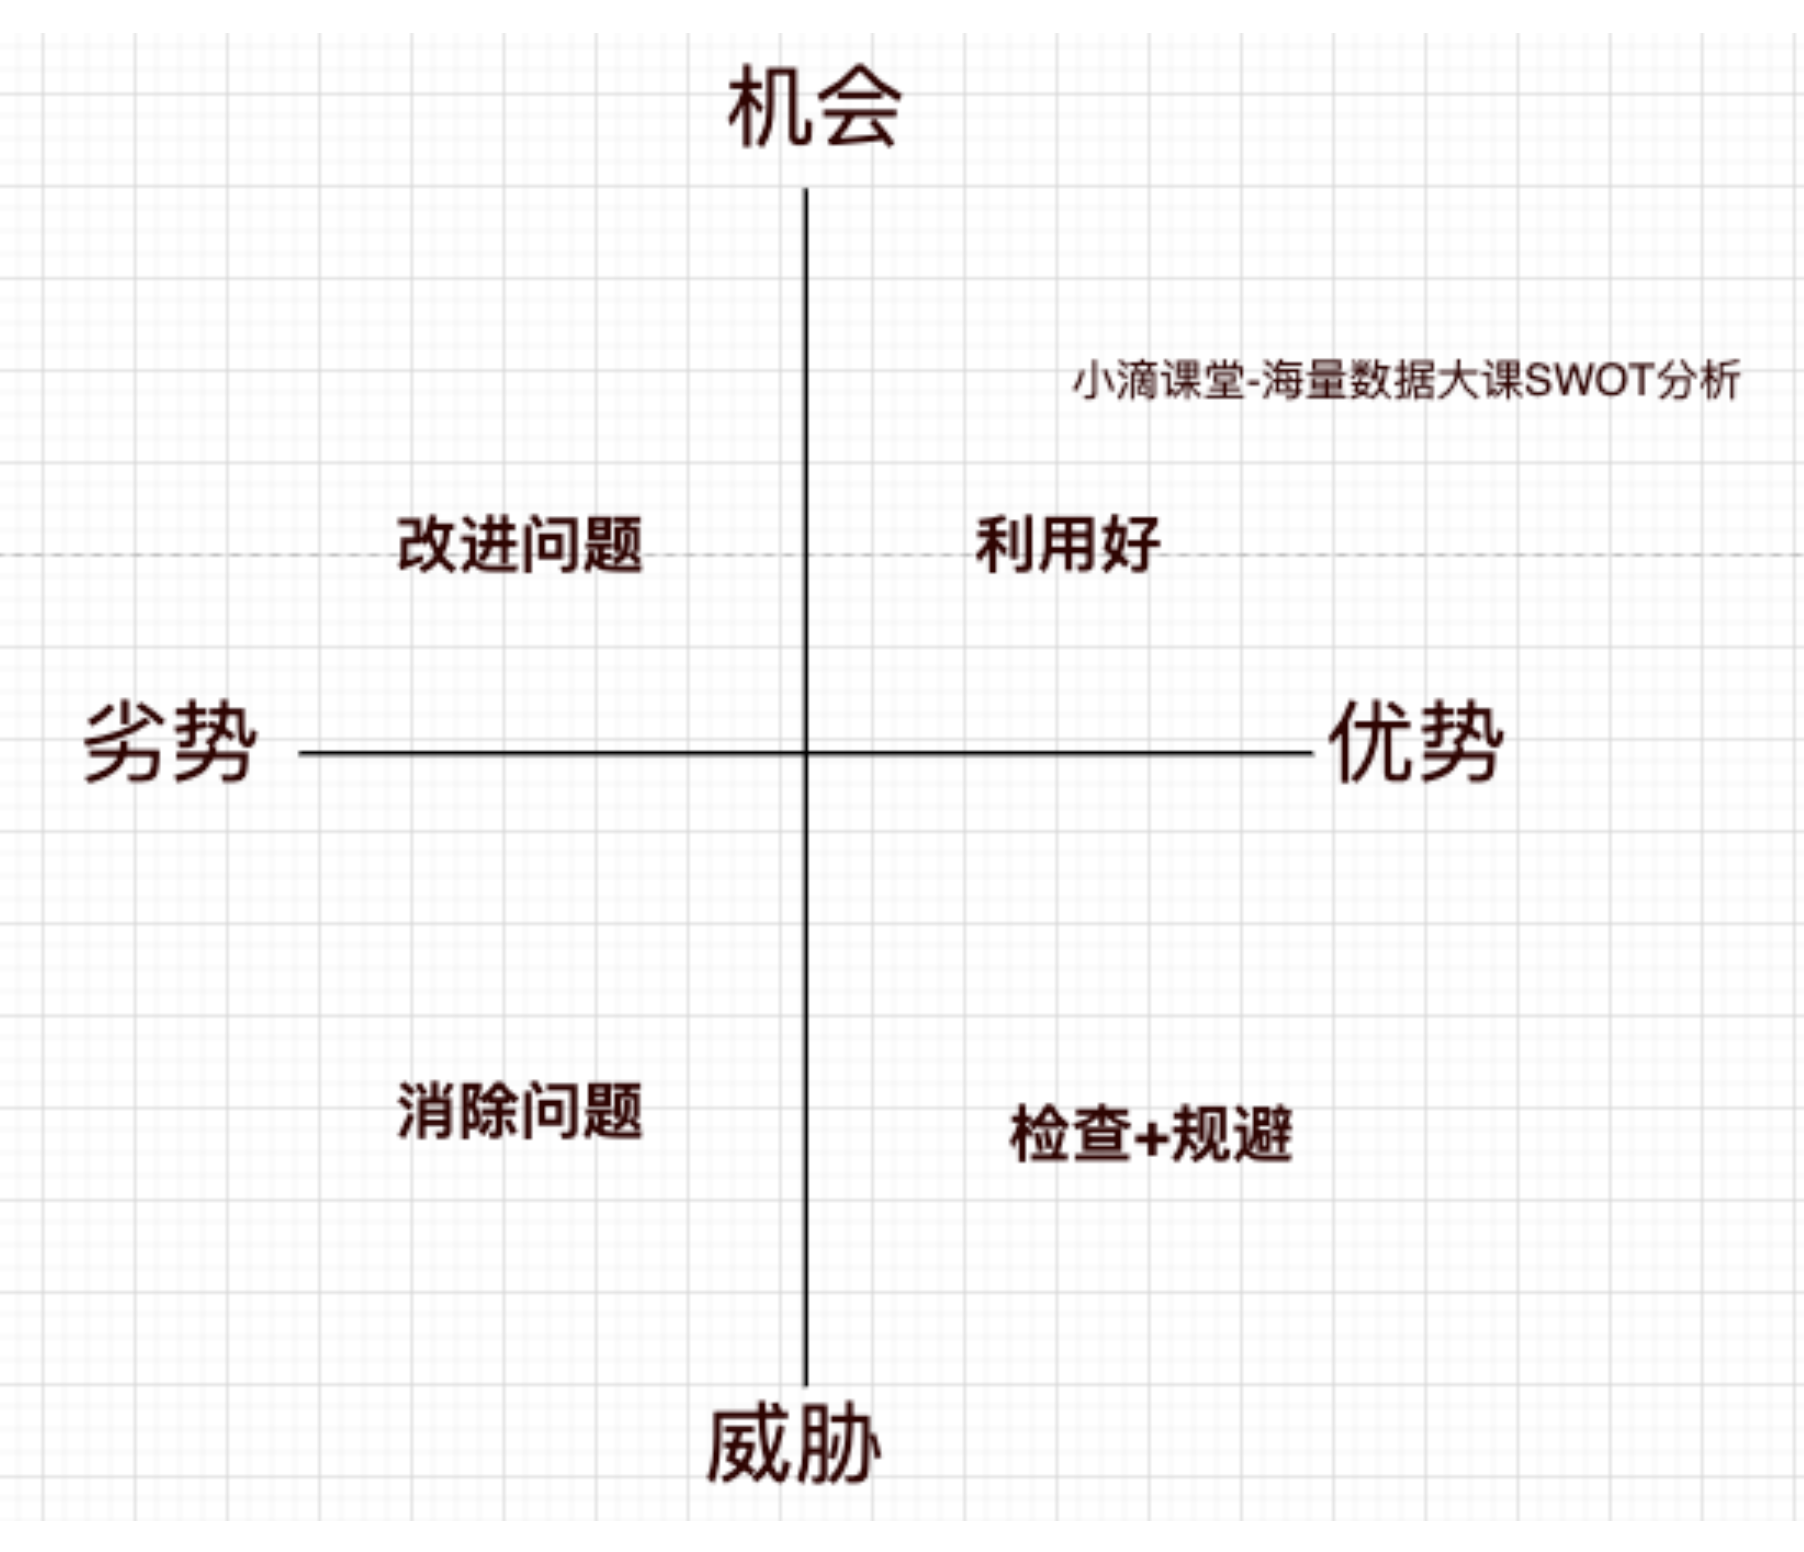 机会
小滴课堂-海量数据大课SWOT分析
改进问题
利用好
劣势
优势
消除问题
检查+规避
威胁